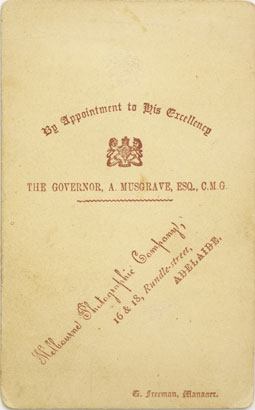 By Appointment to His Excellency
THE GOVERNOR, A. MUSGRAVE, ESQ., C.M.G.
Melbourne Photographic Company,
16 & 18, Rundle-street,
ADELAIDE.
G. Freeman, Manager.